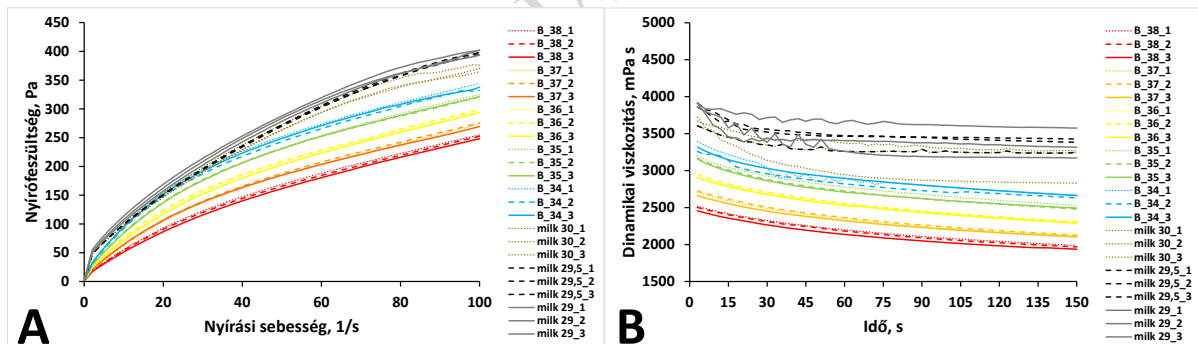 450
400
350
300
250
200
150
100
50
0
Nyírófeszültség, Pa
0 20 40 60 80 100
Nyírási sebesség, 1/s
A
B_38_1
B_38_2
B_38_3
B_37_1
B_37_2
B_37_3
B_36_1
B_36_2
B_36_3
B_35_1
B_35_2
B_35_3
B_34_1
B_34_2
B_34_3
milk 30_1
milk 30_2
milk 30_3
milk 29,5_1
milk 29,5_2
milk 29,5_3
milk 29_1
milk 29_2
milk 29_3
5000
4500
4000
3500
3000
2500
2000
1500
Dinamikai viszkozitás, mPa s
0 15 30 45 60 75 90 105 120 135 150
Idő, s
B
B_38_1
B_38_2
B_38_3
B_37_1
B_37_2
B_37_3
B_36_1
B_36_2
B_36_3
B_35_1
B_35_2
B_35_3
B_34_1
B_34_2
B_34_3
milk 30_1
milk 30_2
milk 30_3
milk 29,5_1
milk 29,5_2
milk 29,5_3
milk 29_1
milk 29_2
milk 29_3